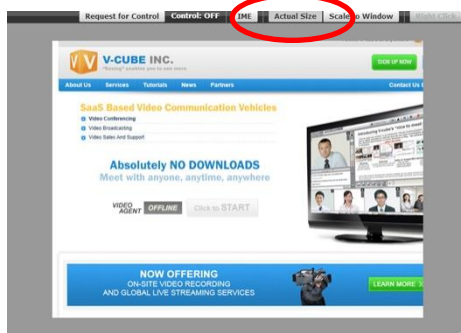 Request for Control Control: OFF IME Actual Size Scale to Window Right Click
V-CUBE INC.
SIGN UP NOW
About Us Services Tutorials News Partners Contact Us
SaaS Based Video Communication Vehicles
Video Conferencing
Video Broadcasting
Video Sales And Support
Absolutely NO DOWNLOADS
Meet with anyone, anytime, anywhere
VIDEO AGENT OFFLINE Click to START
NOW OFFERING
ON-SITE VIDEO RECORDING
AND GLOBAL LIVE STREAMING SERVICES
LEARN MORE